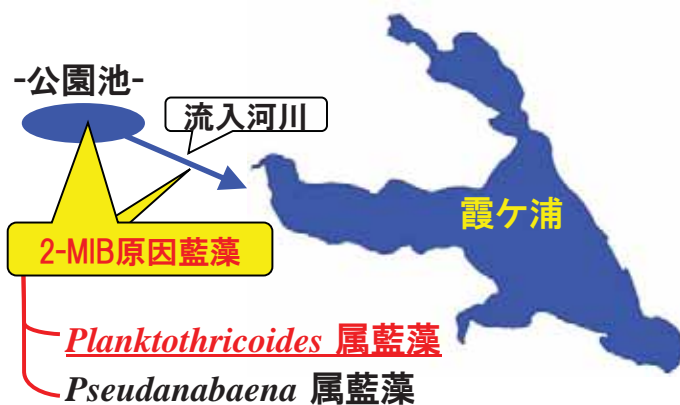 -公園池-
流入河川
霞ケ浦
2-MIB原因藍藻
Planktothricoides 属藍藻
Pseudanabaena 属藍藻